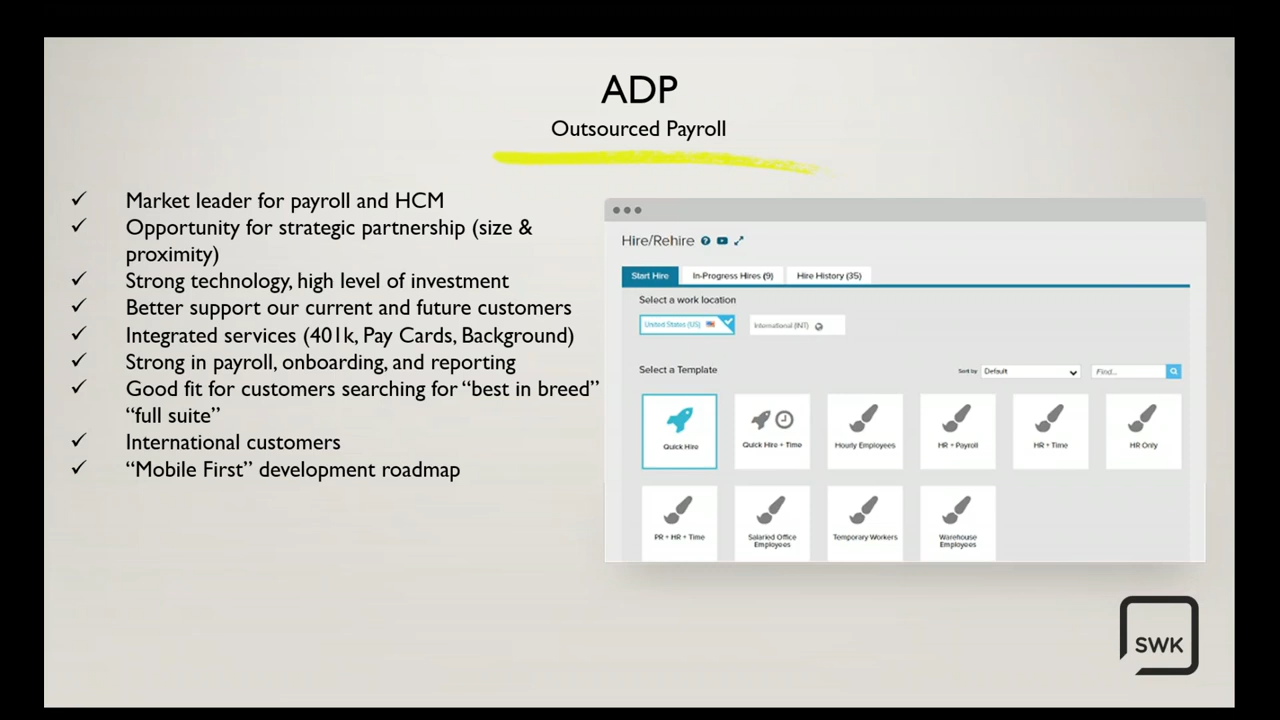 ADP
Outsourced Payroll
✓ Market leader for payroll and HCM
✓ Opportunity for strategic partnership (size &
proximity)
✓ Strong technology, high level of investment
✓ Better support our current and future customers
✓ Integrated services (401k, Pay Cards, Background)
✓ Strong in payroll, onboarding, and reporting
✓ Good fit for customers searching for “best in breed”
“full suite”
✓ International customers
✓ “Mobile First” development roadmap
Hire/Rehire
Start Hire In-Progress Hires (9) Hire History (35)
Select a work location
United States (US) International (INT)
Select a Template
Sort by Default Find...
Quick Hire Quick Hire + Time Hourly Employees HR + Payroll HR + Time HR Only
PR + HR + Time Salaried Office Employees Temporary Workers Warehouse Employees
SWK